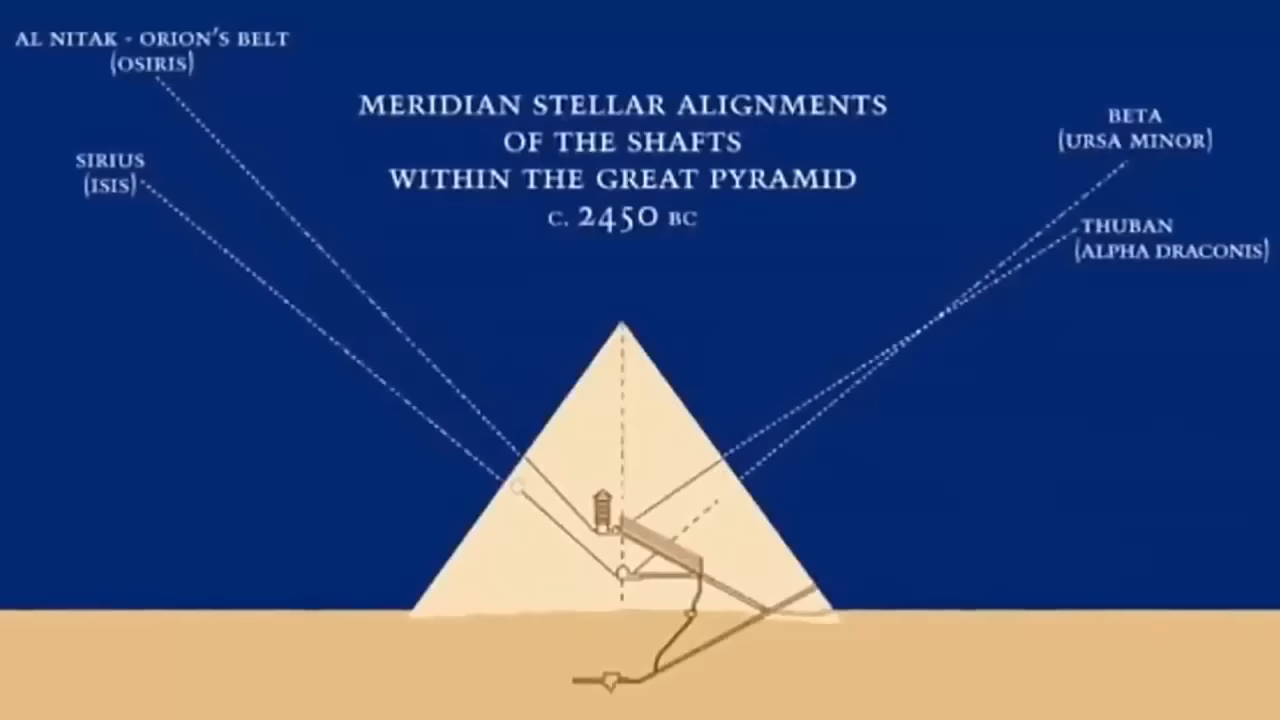 AL NITAK - ORION'S BELT
(OSIRIS)
SIRIUS
(ISIS)
MERIDIAN STELLAR ALIGNMENTS
OF THE SHAFTS
WITHIN THE GREAT PYRAMID
C. 2450 BC
BETA
(URSA MINOR)
THUBAN
(ALPHA DRACONIS)